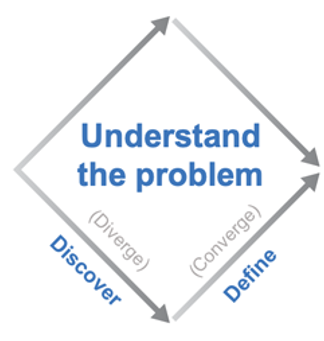 Understand
the problem
(Diverge)
(Converge)
Discover
Define